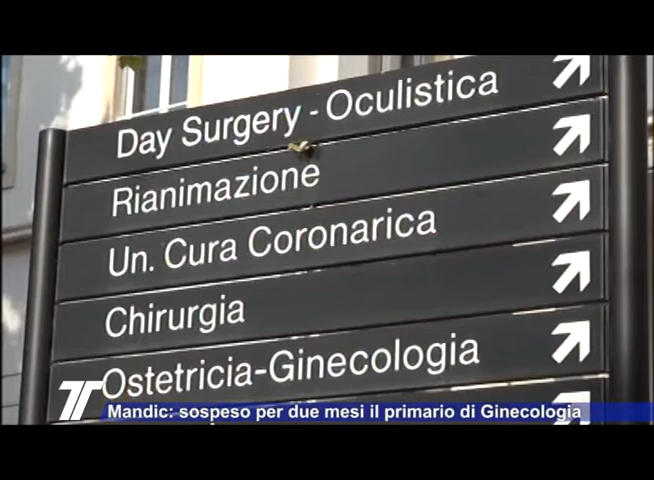 Day Surgery - Oculistica
Rianimazione
Un. Cura Coronarica
Chirurgia
Ostetricia-Ginecologia
TT Mandic: sospeso per due mesi il primario di Ginecologia